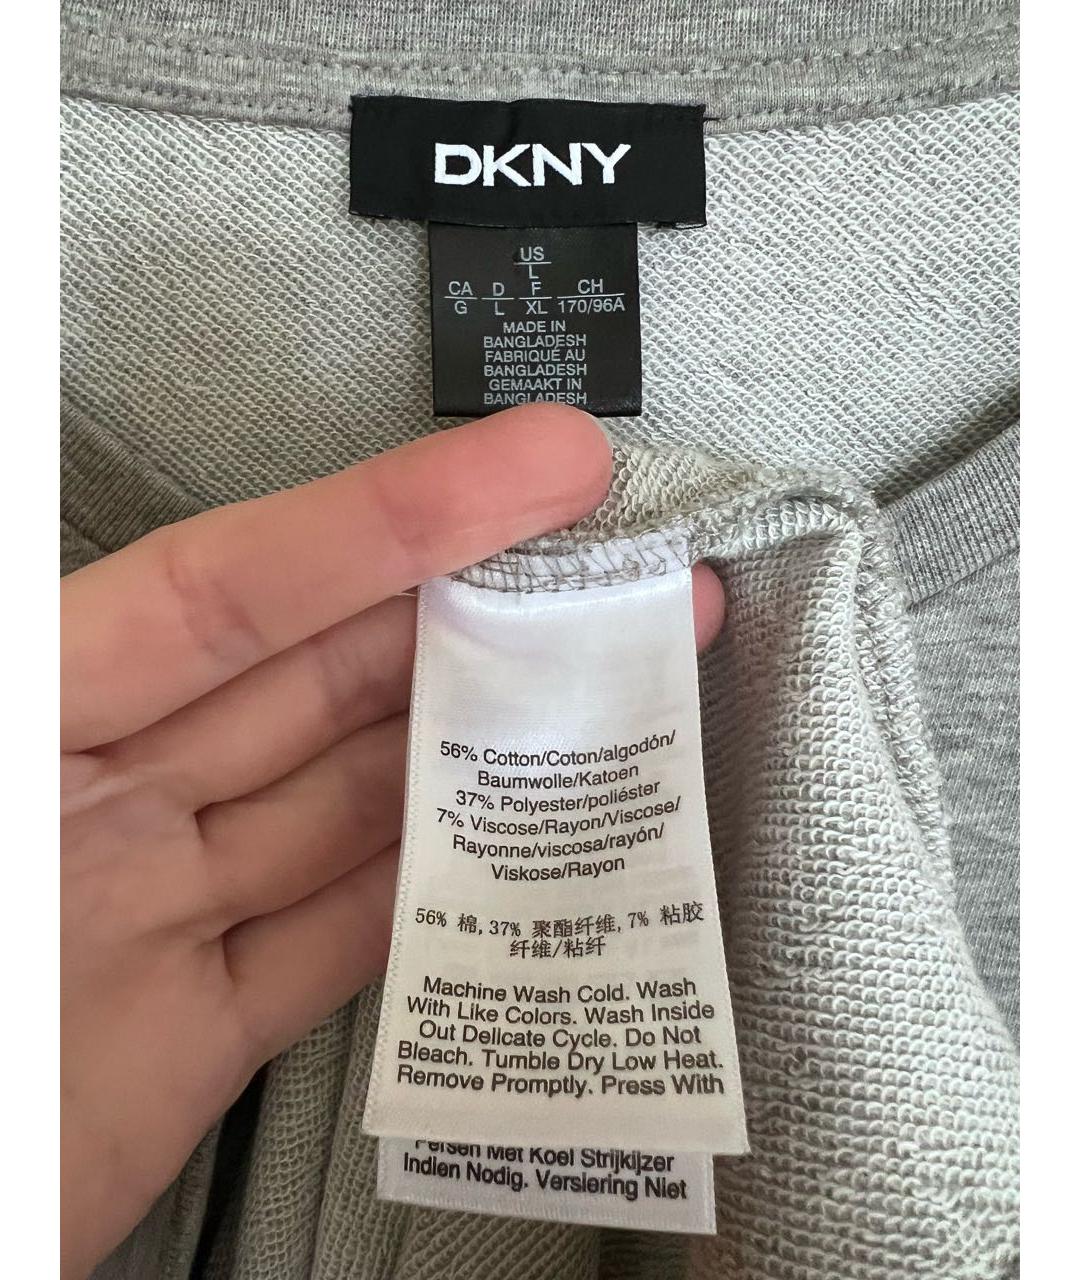 DKNY
US
L
CA D F CH
G L XL 170/96A
MADE IN
BANGLADESH
FABRIQUÉ AU
BANGLADESH
GEMAAKT IN
BANGLADESH
56% Cotton/Coton/algodón/
Baumwolle/Katoen
37% Polyester/poliéster
7% Viscose/Rayon/Viscose/
Rayonne/viscosa/rayón/
Viskose/Rayon
56% 棉, 37% 聚酯纤维, 7% 粘胶
纤维/粘纤
Machine Wash Cold. Wash
With Like Colors. Wash Inside
Out Delicate Cycle. Do Not
Bleach. Tumble Dry Low Heat.
Remove Promptly. Press With
Persen Met Koel Strijkijzer
Indien Nodig. Versiering Niet